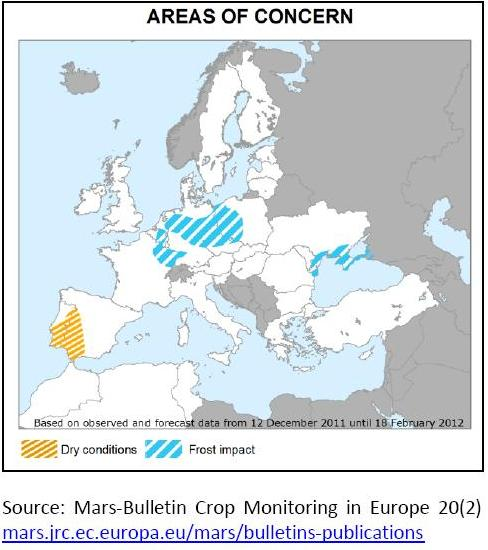 AREAS OF CONCERN
Based on observed and forecast data from 12 December 2011 until 18 February 2012
Dry conditions
Frost impact
Source: Mars-Bulletin Crop Monitoring in Europe 20(2)
mars.jrc.ec.europa.eu/mars/bulletins-publications